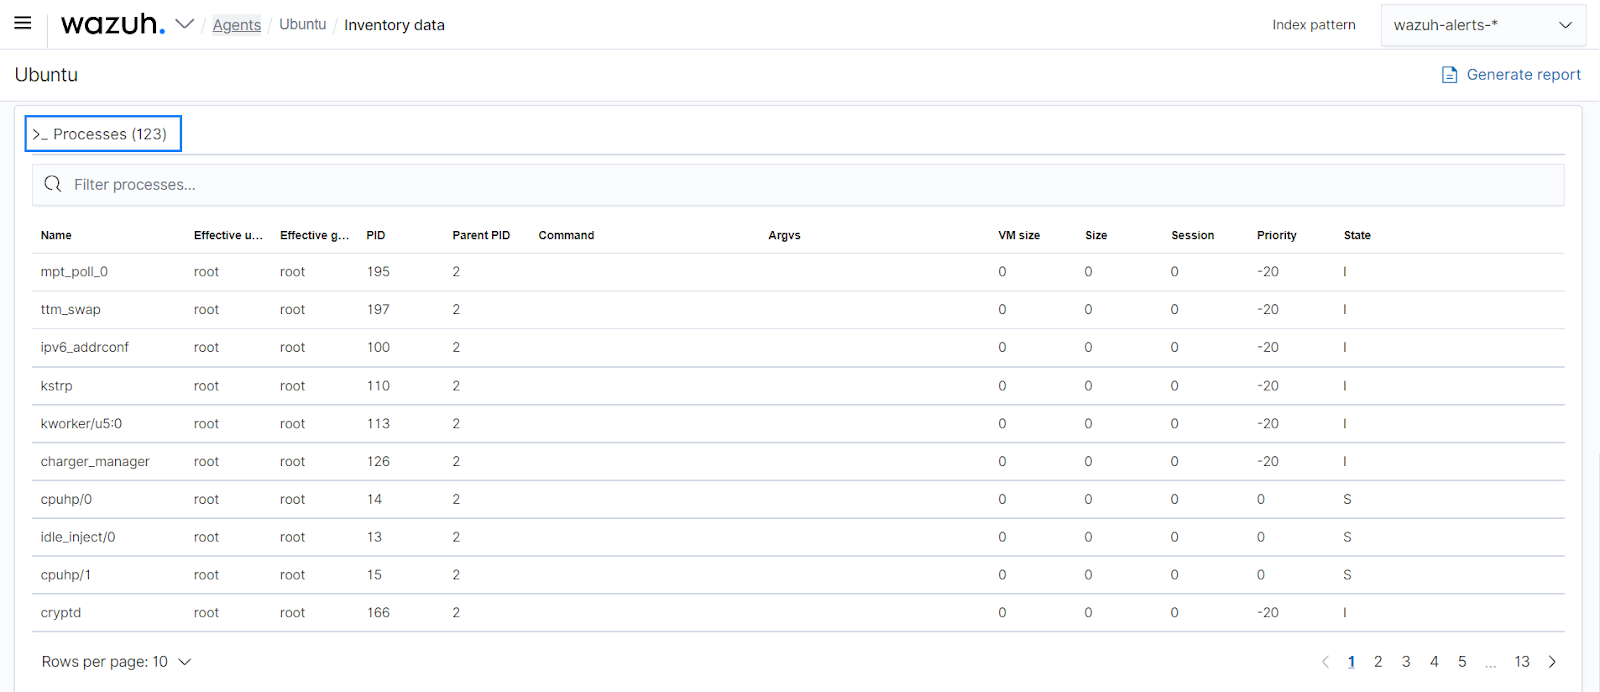 wazuh. / Agents / Ubuntu / Inventory data Index pattern wazuh-alerts-*
Ubuntu Generate report
>_ Processes (123)
Filter processes...
Name Effective u... Effective g... PID Parent PID Command Argvs VM size Size Session Priority State
mpt_poll_0 root root 195 2 0 0 0 -20 I
ttm_swap root root 197 2 0 0 0 -20 I
ipv6_addrconf root root 100 2 0 0 0 -20 I
kstrp root root 110 2 0 0 0 -20 I
kworker/u5:0 root root 113 2 0 0 0 -20 I
charger_manager root root 126 2 0 0 0 -20 I
cpuhp/0 root root 14 2 0 0 0 0 S
idle_inject/0 root root 13 2 0 0 0 0 S
cpuhp/1 root root 15 2 0 0 0 0 S
cryptd root root 166 2 0 0 0 -20 I
Rows per page: 10 < 1 2 3 4 5 ... 13 >